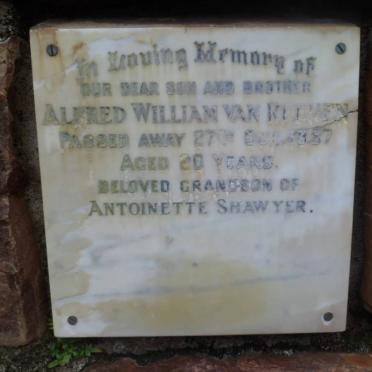 In Loving Memory of
OUR DEAR SON AND BROTHER
ALFRED WILLIAM VAN
PASSED AWAY 27TH
AGED 20 YEARS.
BELOVED GRANDSON OF
ANTOINETTE SHAWYER.